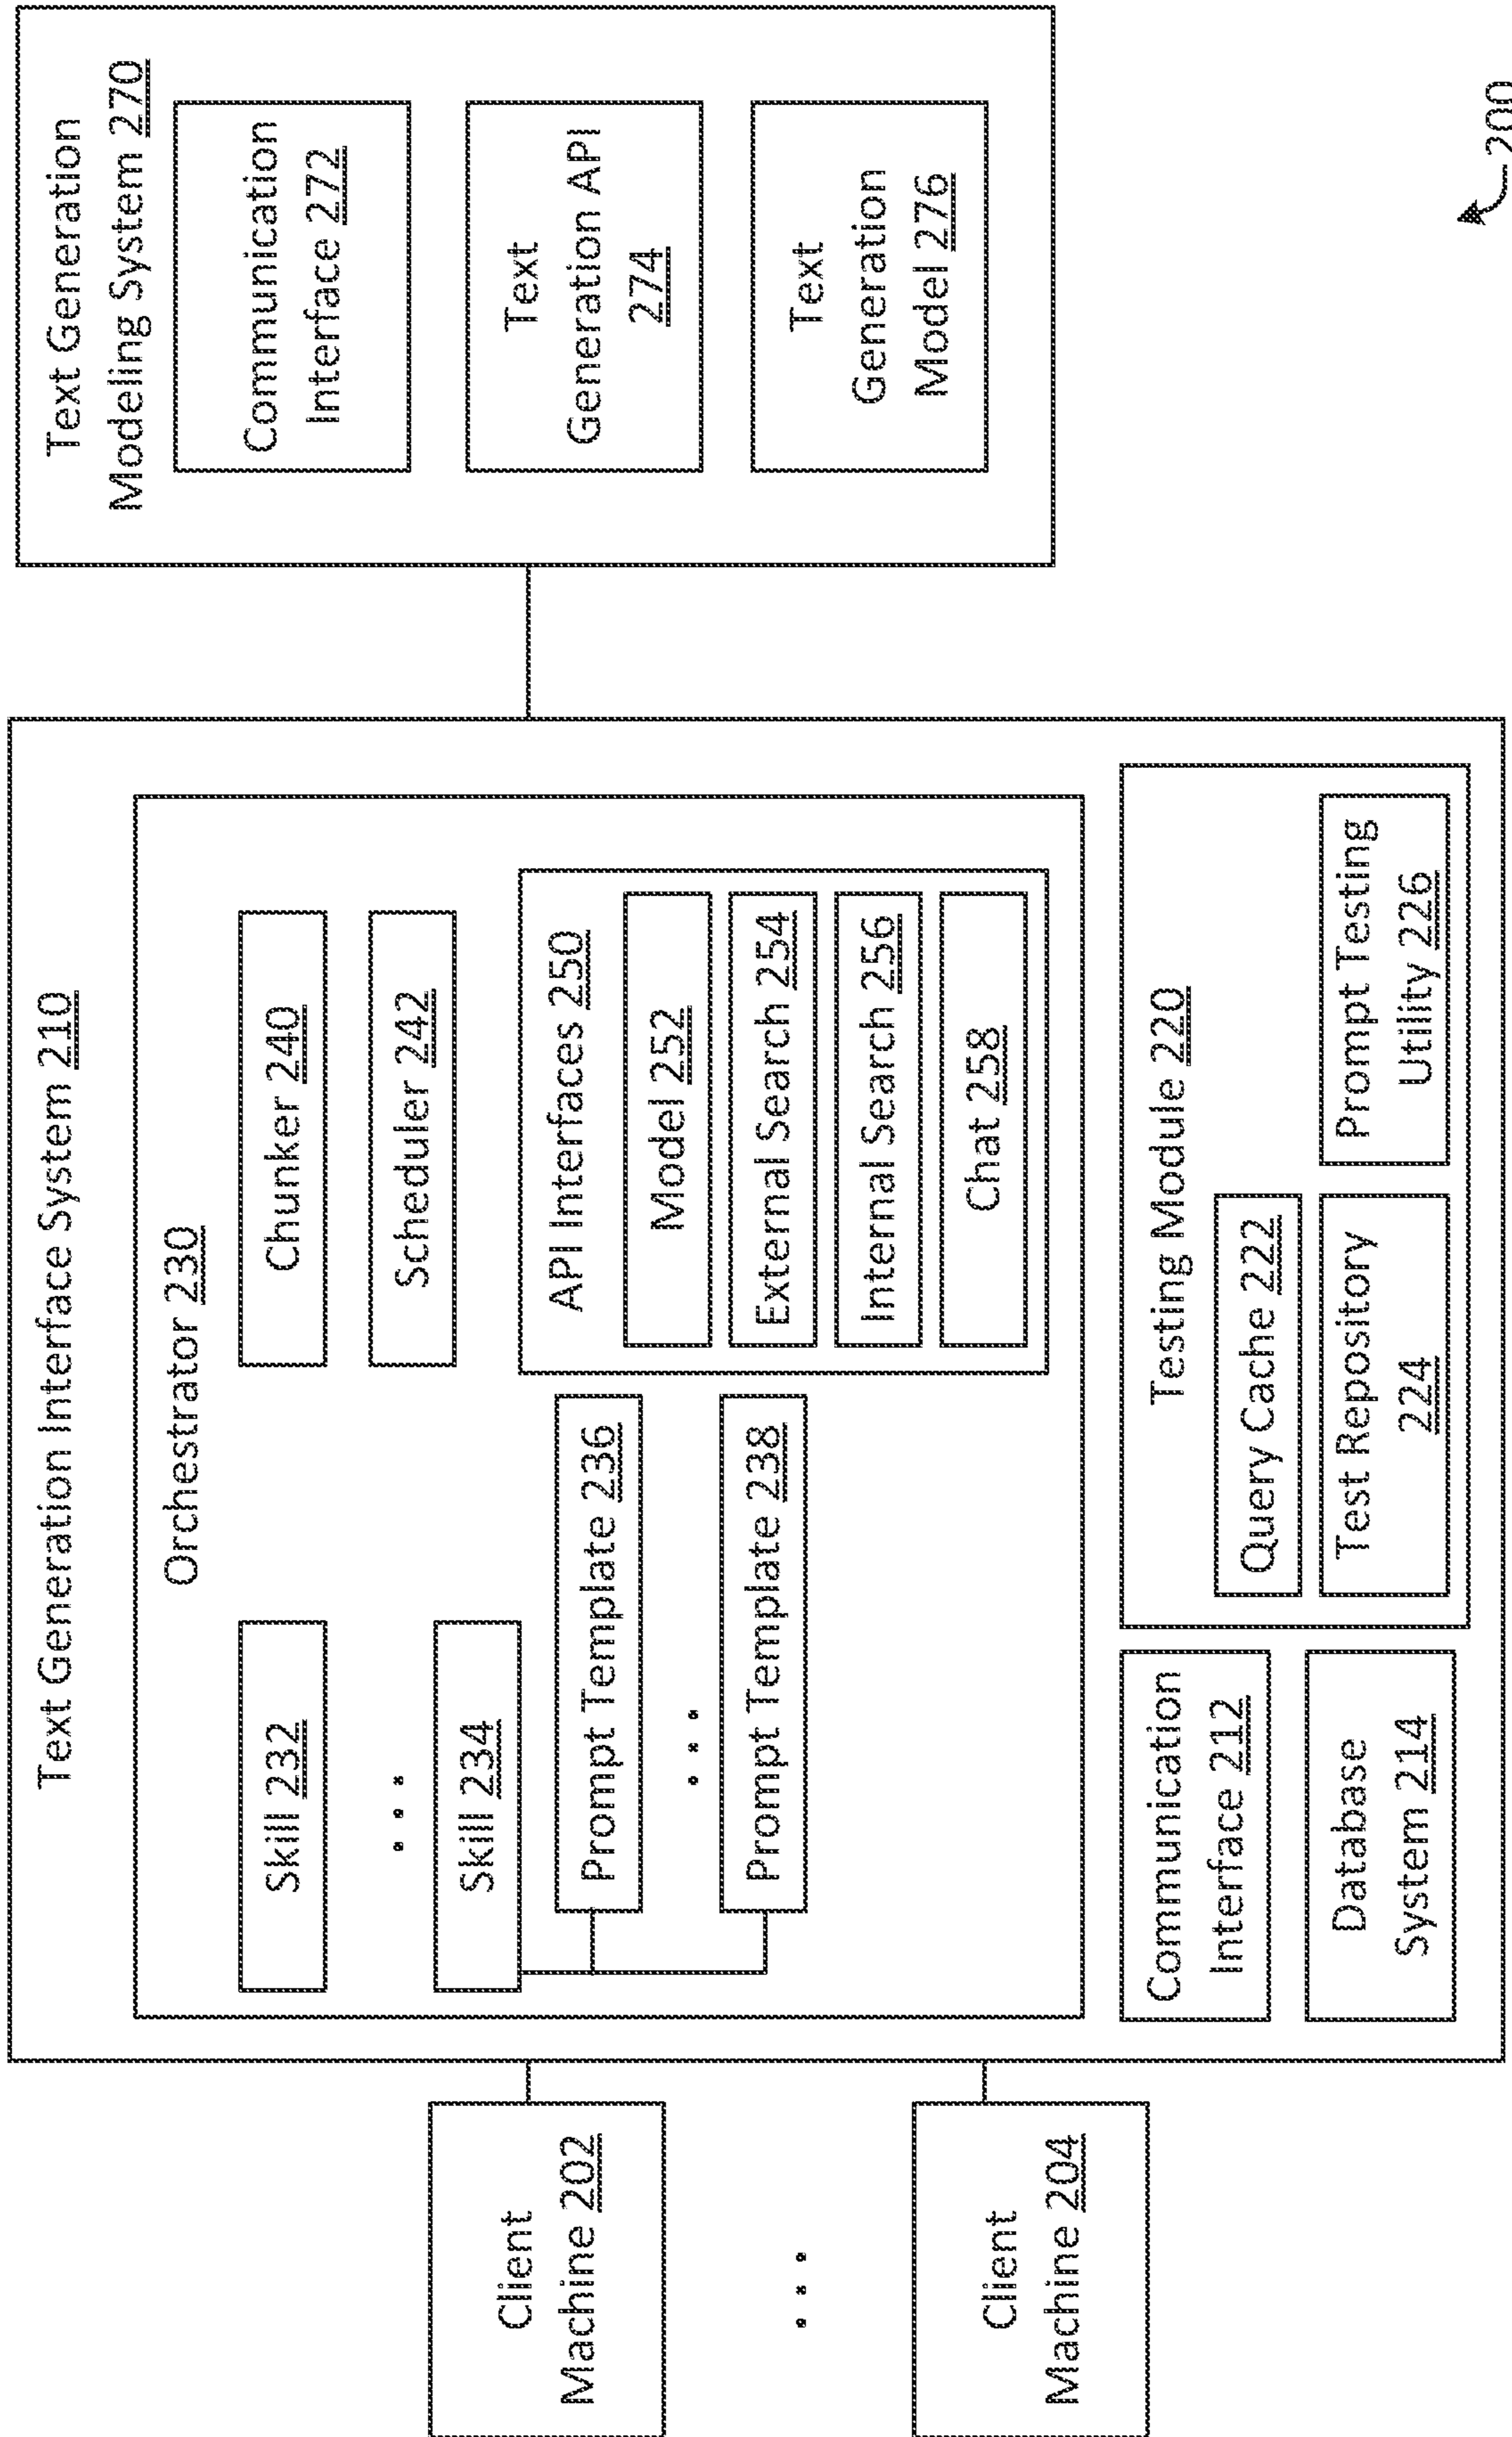 Client
Machine 202
Client
Machine 204
Text Generation Interface System 210
Orchestrator 230
Skill 232
Skill 234
Prompt Template 236
Prompt Template 238
Chunker 240
Scheduler 242
API Interfaces 250
Model 252
External Search 254
Internal Search 256
Chat 258
Communication
Interface 212
Database
System 214
Testing Module 220
Query Cache 222
Test Repository
224
Prompt Testing
Utility 226
Text Generation
Modeling System 270
Communication
Interface 272
Text
Generation API
274
Text
Generation
Model 276
200